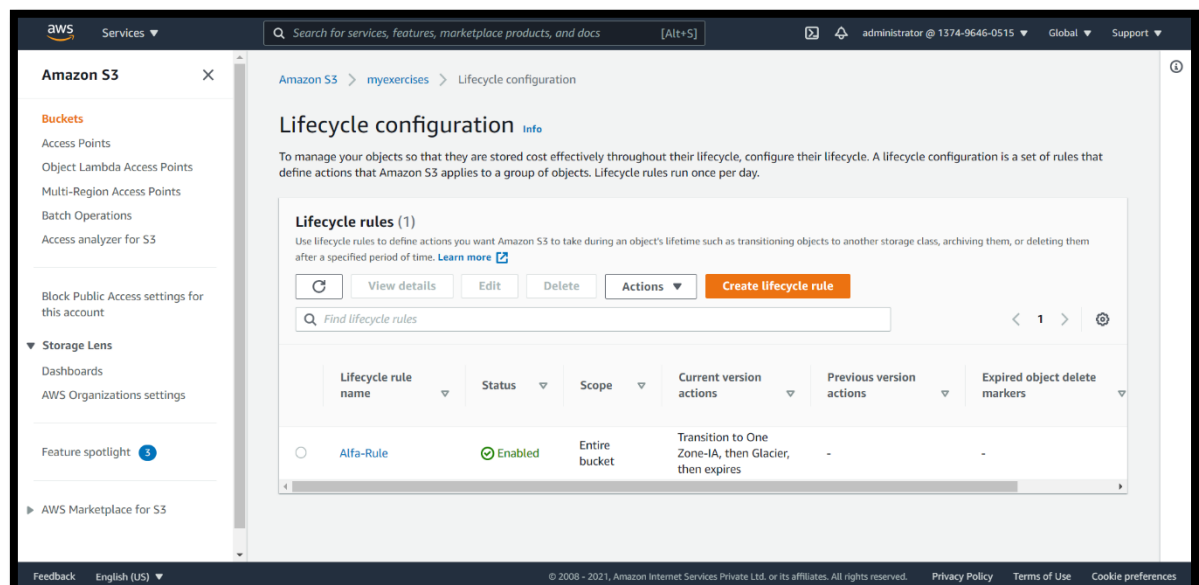 aws Services ▼ Search for services, features, marketplace products, and docs [Alt+S] administrator @ 1374-9646-0515 ▼ Global ▼ Support ▼
Amazon S3
Buckets
Access Points
Object Lambda Access Points
Multi-Region Access Points
Batch Operations
Access analyzer for S3
Block Public Access settings for
this account
▼ Storage Lens
Dashboards
AWS Organizations settings
Feature spotlight 3
AWS Marketplace for S3
Amazon S3 > myexercises > Lifecycle configuration
Lifecycle configuration Info
To manage your objects so that they are stored cost effectively throughout their lifecycle, configure their lifecycle. A lifecycle configuration is a set of rules that
define actions that Amazon S3 applies to a group of objects. Lifecycle rules run once per day.
Lifecycle rules (1)
Use lifecycle rules to define actions you want Amazon S3 to take during an object's lifetime such as transitioning objects to another storage class, archiving them, or deleting them
after a specified period of time. Learn more
View details Edit Delete Actions ▼ Create lifecycle rule
Find lifecycle rules < 1 >
Lifecycle rule
name
Status
Scope
Current version
actions
Previous version
actions
Expired object delete
markers
Alfa-Rule
Enabled
Entire
bucket
Transition to One
Zone-IA, then Glacier,
then expires
-
-
Feedback English (US) ▼ © 2008 - 2021, Amazon Internet Services Private Ltd. or its affiliates. All rights reserved. Privacy Policy Terms of Use Cookie preferences